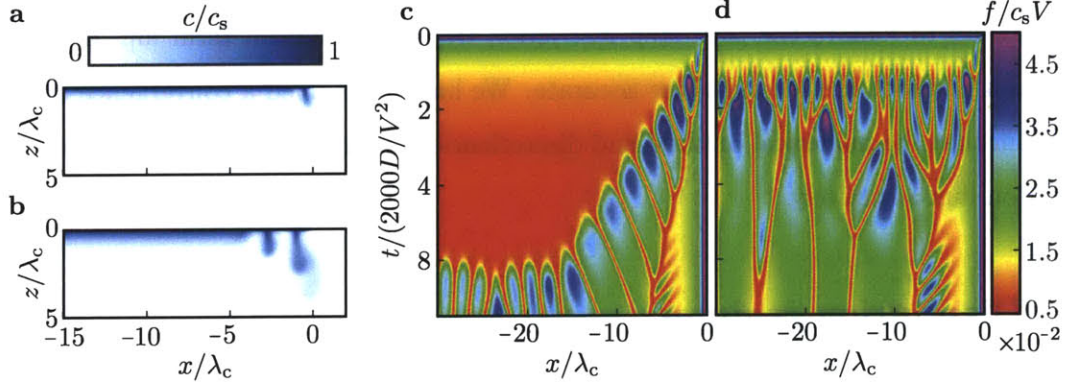 a
c/c_s
0 1
0
z/λ_c
5
b
0
z/λ_c
5
−15 −10 −5 0
x/λ_c
c
0
2
t/(2000D/V²)
4
6
8
−20 −10 0
x/λ_c
d
−20 −10 0
x/λ_c
f/c_sV
4.5
3.5
2.5
1.5
0.5
×10⁻²